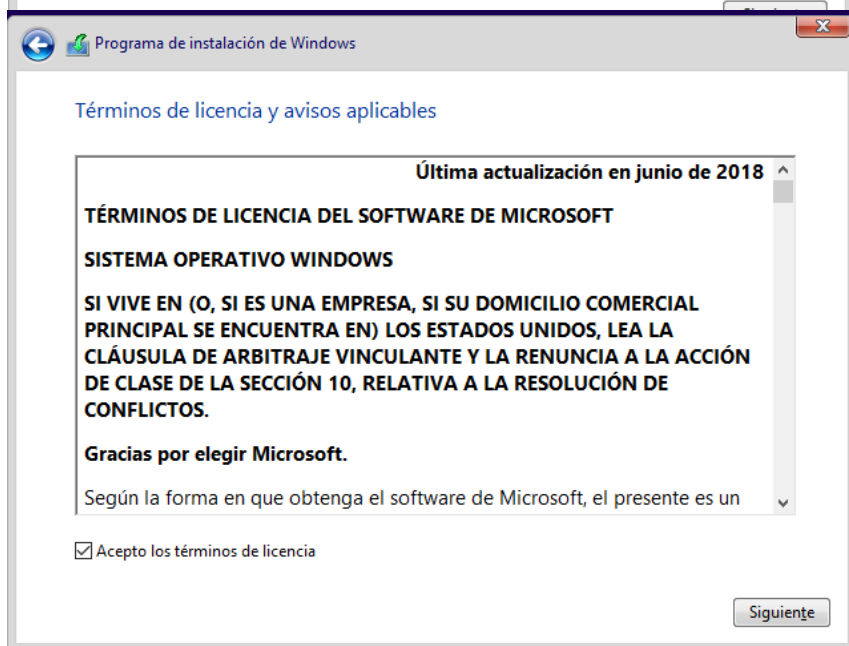 Programa de instalación de Windows
Términos de licencia y avisos aplicables
Última actualización en junio de 2018
TÉRMINOS DE LICENCIA DEL SOFTWARE DE MICROSOFT
SISTEMA OPERATIVO WINDOWS
SI VIVE EN (O, SI ES UNA EMPRESA, SI SU DOMICILIO COMERCIAL
PRINCIPAL SE ENCUENTRA EN) LOS ESTADOS UNIDOS, LEA LA
CLÁUSULA DE ARBITRAJE VINCULANTE Y LA RENUNCIA A LA ACCIÓN
DE CLASE DE LA SECCIÓN 10, RELATIVA A LA RESOLUCIÓN DE
CONFLICTOS.
Gracias por elegir Microsoft.
Según la forma en que obtenga el software de Microsoft, el presente es un
Acepto los términos de licencia
Siguiente